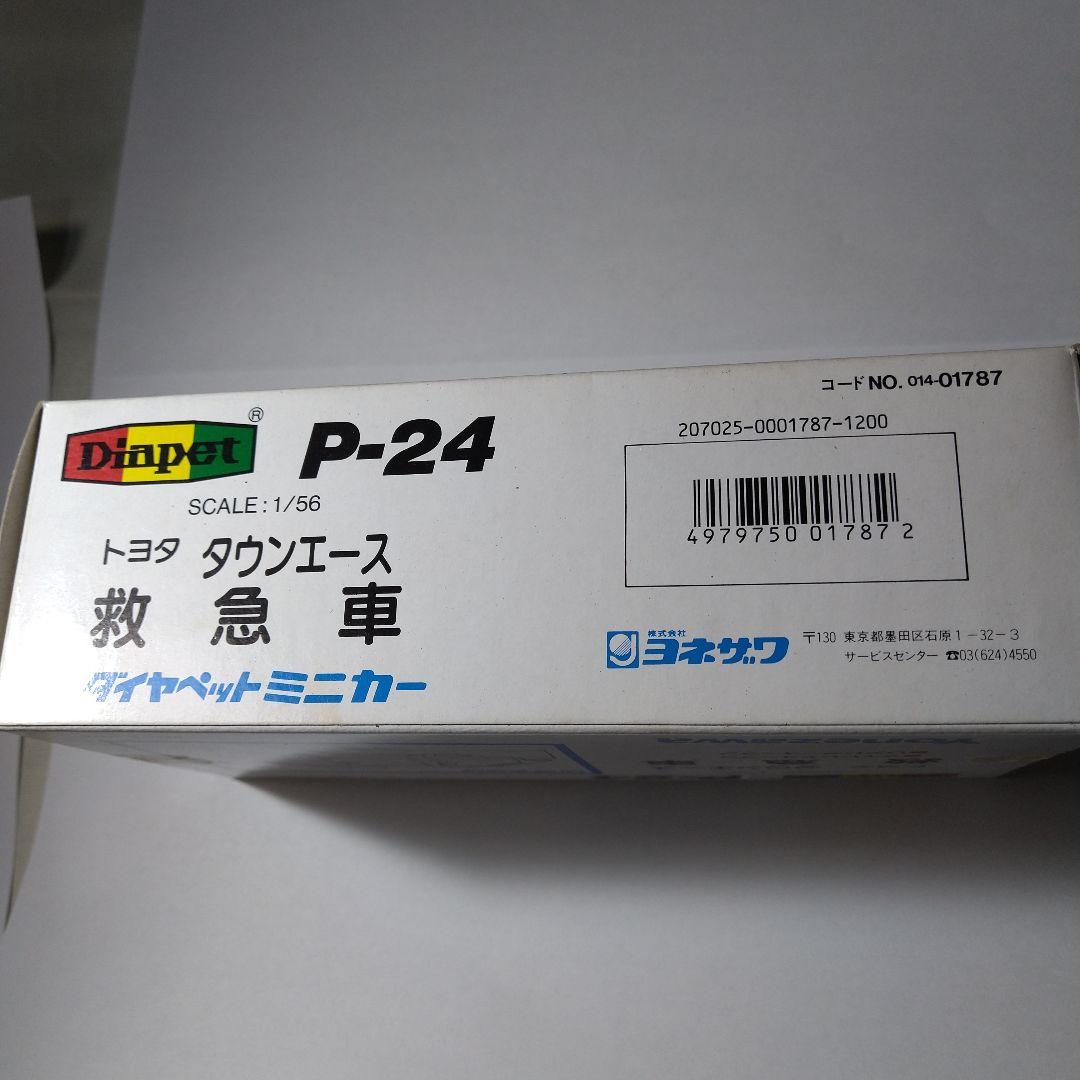 Diapet®
P-24
SCALE:1/56
トヨタ タウンエース
救急車
ダイヤペットミニカー
コードNO. 014-01787
207025-0001787-1200
4979750 01787 2
株式会社
ヨネザワ
〒130 東京都墨田区石原1-32-3
サービスセンター ☎03(624)4550
Yonezawa